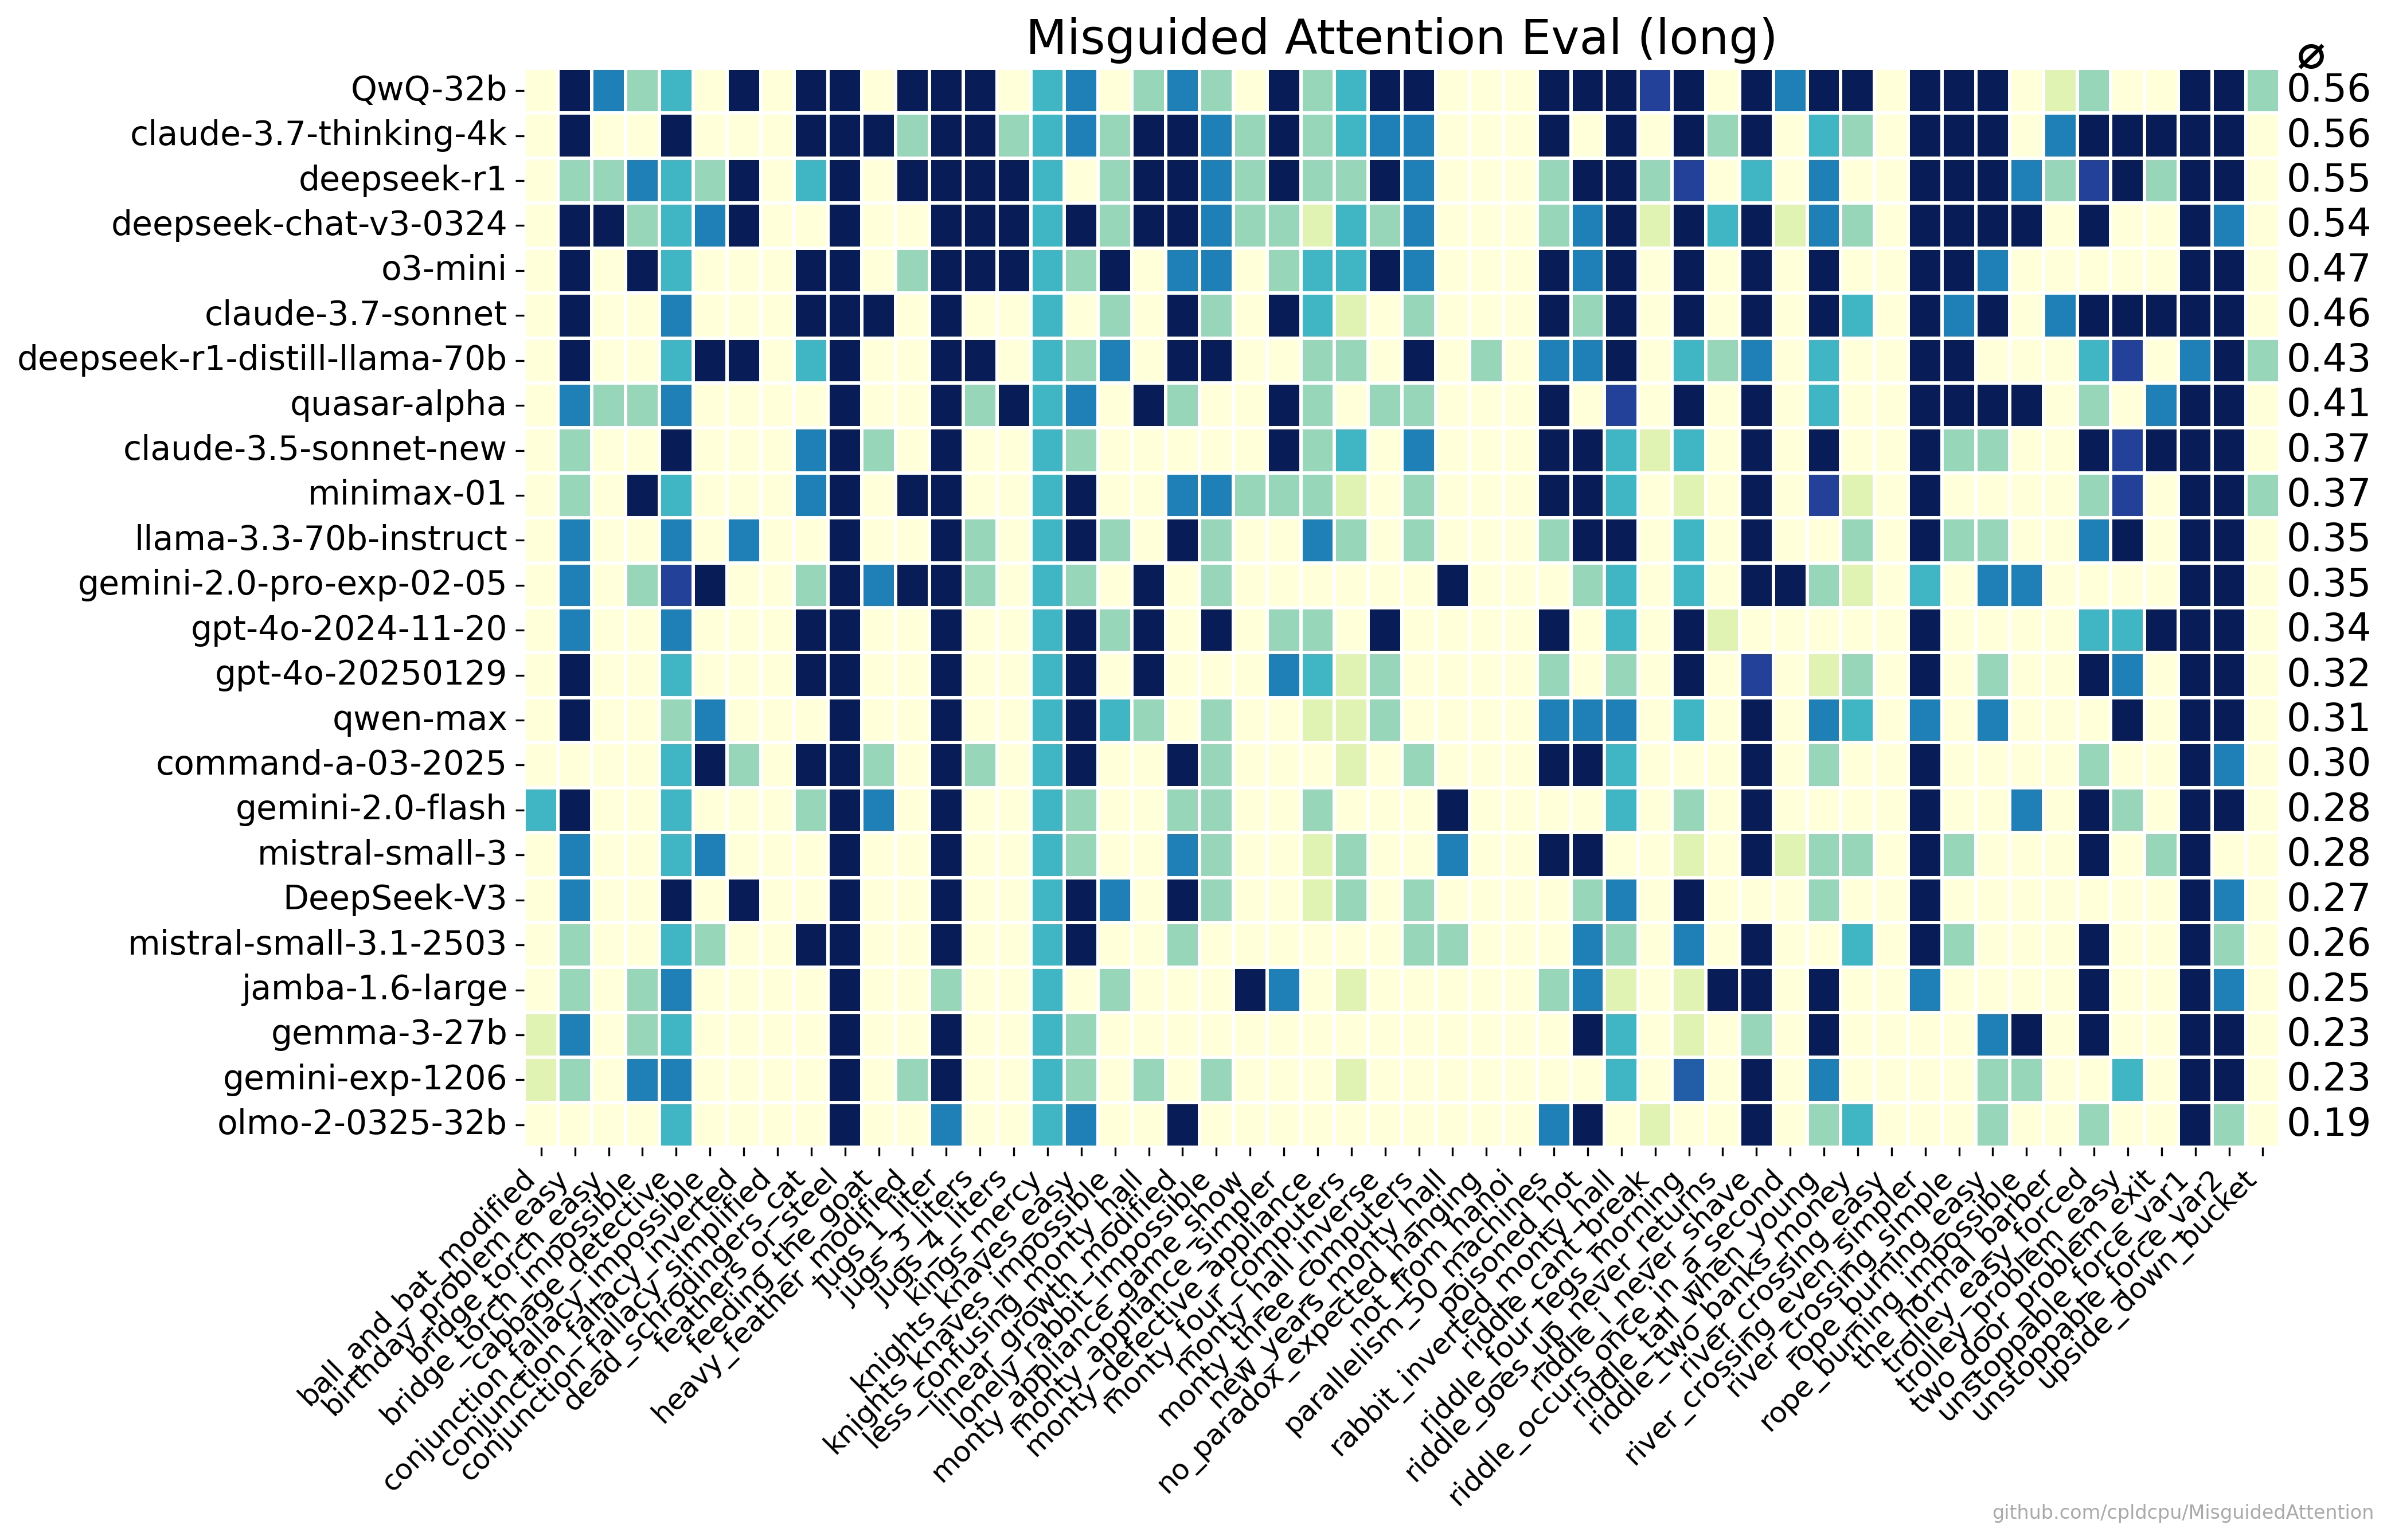 Misguided Attention Eval (long)
⌀
QwQ-32b 0.56
claude-3.7-thinking-4k 0.56
deepseek-r1 0.55
deepseek-chat-v3-0324 0.54
o3-mini 0.47
claude-3.7-sonnet 0.46
deepseek-r1-distill-llama-70b 0.43
quasar-alpha 0.41
claude-3.5-sonnet-new 0.37
minimax-01 0.37
llama-3.3-70b-instruct 0.35
gemini-2.0-pro-exp-02-05 0.35
gpt-4o-2024-11-20 0.34
gpt-4o-20250129 0.32
qwen-max 0.31
command-a-03-2025 0.30
gemini-2.0-flash 0.28
mistral-small-3 0.28
DeepSeek-V3 0.27
mistral-small-3.1-2503 0.26
jamba-1.6-large 0.25
gemma-3-27b 0.23
gemini-exp-1206 0.23
olmo-2-0325-32b 0.19
ball_and_bat_modified
birthday_problem_easy
bridge_torch_easy
bridge_torch_impossible
cabbage_detective
conjunction_fallacy_impossible
conjunction_fallacy_inverted
conjunction_fallacy_simplified
dead_schrodingers_cat
feathers_or_steel
feeding_the_goat
heavy_feather_modified
jugs_1_liter
jugs_3_liters
jugs_4_liters
kings_mercy
knights_knaves_easy
knights_knaves_impossible
less_confusing_monty_hall
linear_growth_modified
lonely_rabbit_impossible
monty_appliance_game_show
monty_appliance_simpler
monty_defective_appliance
monty_four_computers
monty_hall_inverse
monty_three_computers
new_years_monty_hall
no_paradox_expected_hanging
not_from_hanoi
parallelism_50_machines
poisoned_hot
rabbit_inverted_monty_hall
riddle_cant_break
riddle_four_legs_morning
riddle_goes_up_never_returns
riddle_i_never_shave
riddle_occurs_once_in_a_second
riddle_tall_when_young
riddle_two_banks_money
river_crossing_easy
river_crossing_even_simpler
river_crossing_simple
rope_burning_easy
rope_burning_impossible
the_normal_barber
trolley_easy_forced
trolley_problem_easy
two_door_problem_exit
unstoppable_force_var1
unstoppable_force_var2
upside_down_bucket
github.com/cpldcpu/MisguidedAttention